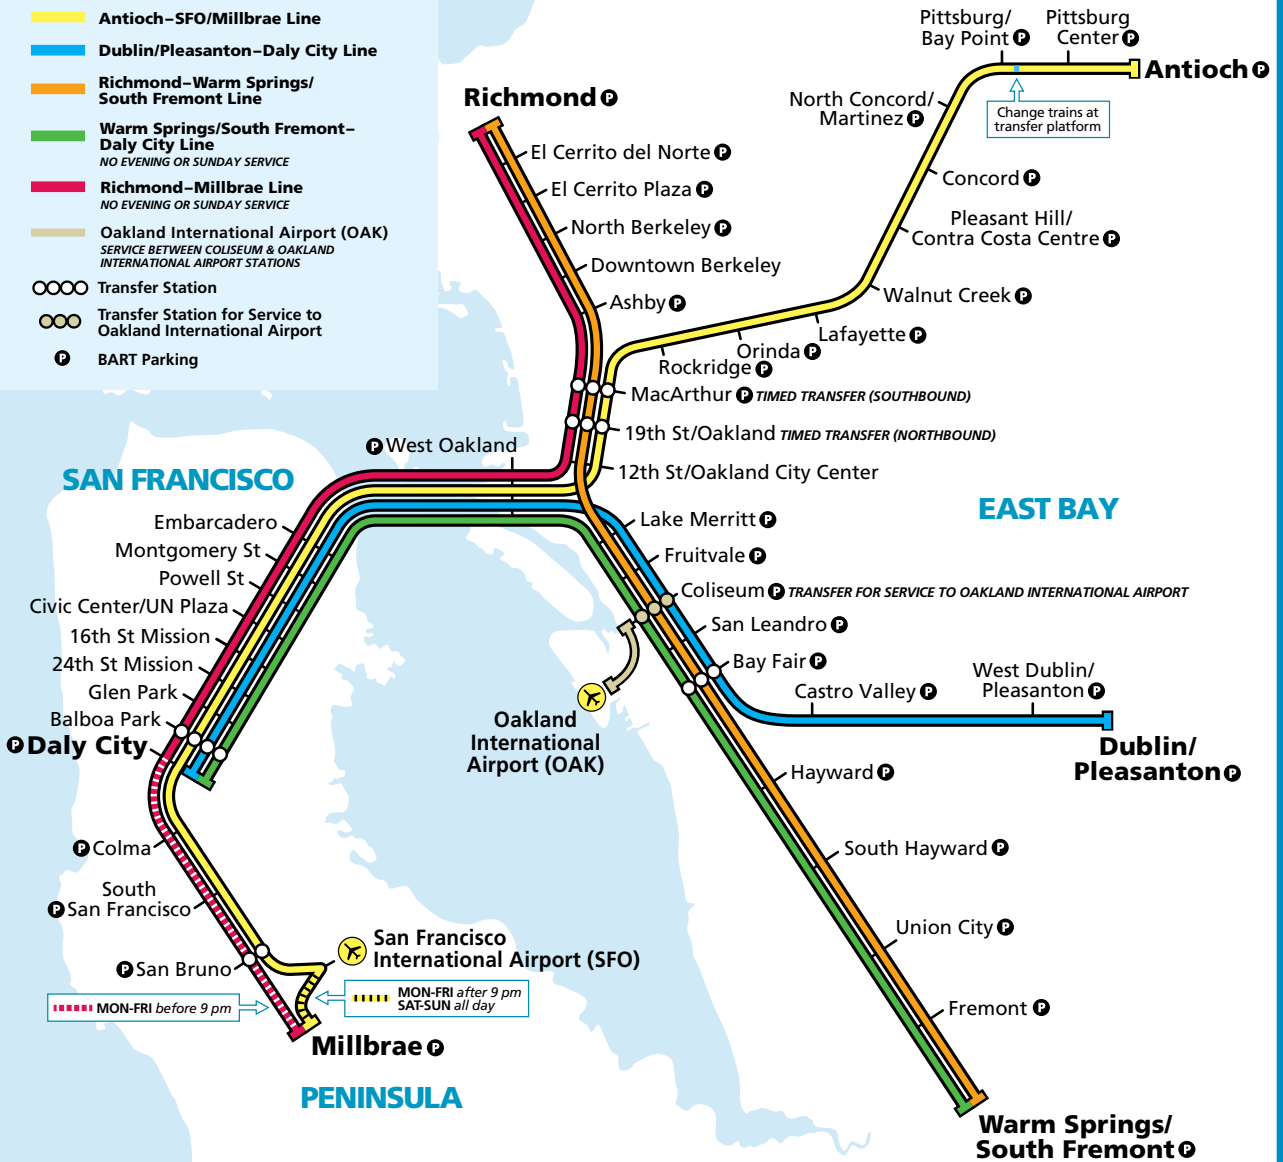 Antioch–SFO/Millbrae Line
Dublin/Pleasanton–Daly City Line
Richmond–Warm Springs/
South Fremont Line
Warm Springs/South Fremont–
Daly City Line
NO EVENING OR SUNDAY SERVICE
Richmond–Millbrae Line
NO EVENING OR SUNDAY SERVICE
Oakland International Airport (OAK)
SERVICE BETWEEN COLISEUM & OAKLAND
INTERNATIONAL AIRPORT STATIONS
Transfer Station
Transfer Station for Service to
Oakland International Airport
P BART Parking
Pittsburg/
Bay Point P
Pittsburg
Center P
Antioch P
Change trains at
transfer platform
North Concord/
Martinez P
Concord P
Pleasant Hill/
Contra Costa Centre P
Walnut Creek P
Lafayette P
Orinda P
Rockridge P
Richmond P
El Cerrito del Norte P
El Cerrito Plaza P
North Berkeley P
Downtown Berkeley
Ashby P
MacArthur P TIMED TRANSFER (SOUTHBOUND)
19th St/Oakland TIMED TRANSFER (NORTHBOUND)
12th St/Oakland City Center
P West Oakland
SAN FRANCISCO
EAST BAY
Embarcadero
Montgomery St
Powell St
Civic Center/UN Plaza
16th St Mission
24th St Mission
Glen Park
Balboa Park
P Daly City
Lake Merritt P
Fruitvale P
Coliseum P TRANSFER FOR SERVICE TO OAKLAND INTERNATIONAL AIRPORT
San Leandro P
Bay Fair P
Castro Valley P
West Dublin/
Pleasanton P
Dublin/
Pleasanton P
Oakland
International
Airport (OAK)
Hayward P
South Hayward P
Union City P
Fremont P
Warm Springs/
South Fremont P
P Colma
South
P San Francisco
P San Bruno
San Francisco
International Airport (SFO)
MON-FRI before 9 pm
MON-FRI after 9 pm
SAT-SUN all day
Millbrae P
PENINSULA